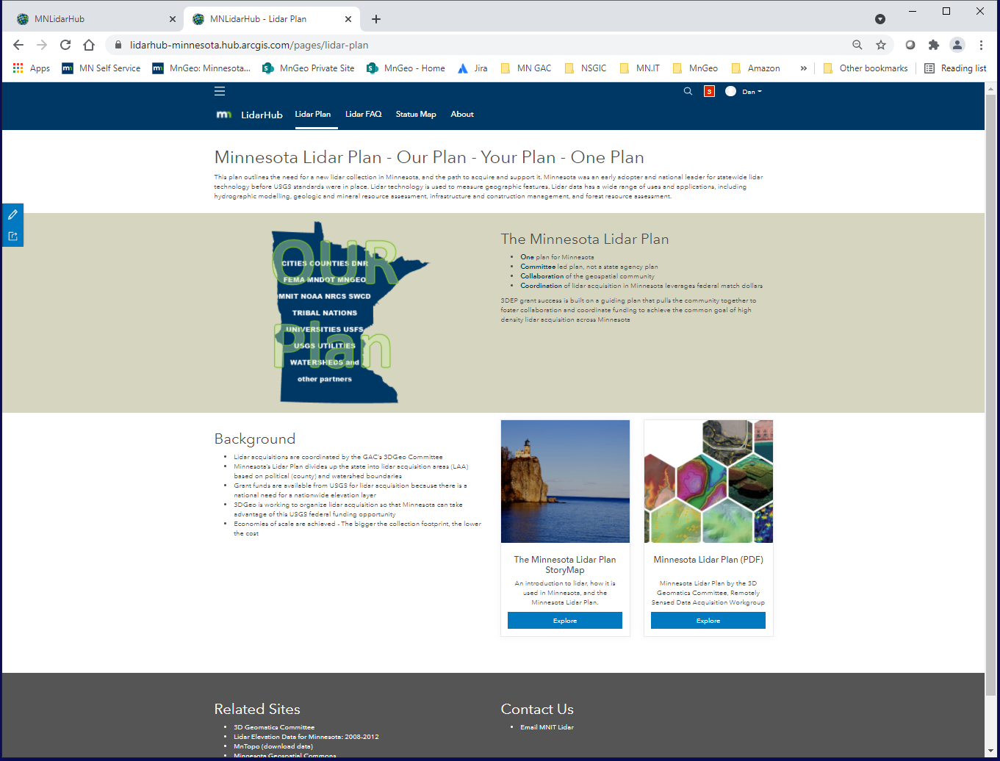 MNLidarHub
MNLidarHub - Lidar Plan
lidarhub-minnesota.hub.arcgis.com/pages/lidar-plan
Apps
MN Self Service
MnGeo: Minnesota...
MnGeo Private Site
MnGeo - Home
Jira
MN GAC
NSGIC
MN.IT
MnGeo
Amazon
»
Other bookmarks
Reading list
S
Dan
mn LidarHub
Lidar Plan
Lidar FAQ
Status Map
About
Minnesota Lidar Plan - Our Plan - Your Plan - One Plan
This plan outlines the need for a new lidar collection in Minnesota, and the path to acquire and support it. Minnesota was an early adopter and national leader for statewide lidar
technology before USGS standards were in place. Lidar technology is used to measure geographic features. Lidar data has a wide range of uses and applications, including
hydrographic modelling, geologic and mineral resource assessment, infrastructure and construction management, and forest resource assessment.
OUR
CITIES COUNTIES DNR
FEMA MNDOT MNGEO
MNIT NOAA NRCS SWCD
TRIBAL NATIONS
UNIVERSITIES USFS
Plan
USGS UTILITIES
WATERSHEDS and
other partners
The Minnesota Lidar Plan
• One plan for Minnesota
• Committee led plan, not a state agency plan
• Collaboration of the geospatial community
• Coordination of lidar acquisition in Minnesota leverages federal match dollars
3DEP grant success is built on a guiding plan that pulls the community together to
foster collaboration and coordinate funding to achieve the common goal of high
density lidar acquisition across Minnesota
Background
• Lidar acquisitions are coordinated by the GAC's 3DGeo Committee
• Minnesota's Lidar Plan divides up the state into lidar acquisition areas (LAA)
based on political (county) and watershed boundaries
• Grant funds are available from USGS for lidar acquisition because there is a
national need for a nationwide elevation layer
• 3DGeo is working to organize lidar acquisition so that Minnesota can take
advantage of this USGS federal funding opportunity
• Economies of scale are achieved - The bigger the collection footprint, the lower
the cost
The Minnesota Lidar Plan
StoryMap
An introduction to lidar, how it is
used in Minnesota, and the
Minnesota Lidar Plan.
Explore
Minnesota Lidar Plan (PDF)
Minnesota Lidar Plan by the 3D
Geomatics Committee, Remotely
Sensed Data Acquisition Workgroup
Explore
Related Sites
• 3D Geomatics Committee
• Lidar Elevation Data for Minnesota: 2008-2012
• MnTopo (download data)
• Minnesota Geospatial Commons
Contact Us
• Email MNIT Lidar